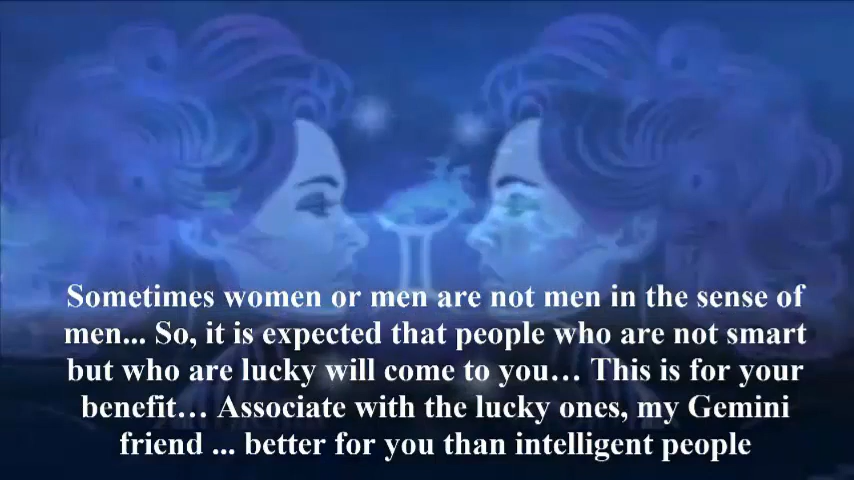 Sometimes women or men are not men in the sense of
men... So, it is expected that people who are not smart
but who are lucky will come to you… This is for your
benefit… Associate with the lucky ones, my Gemini
friend ... better for you than intelligent people